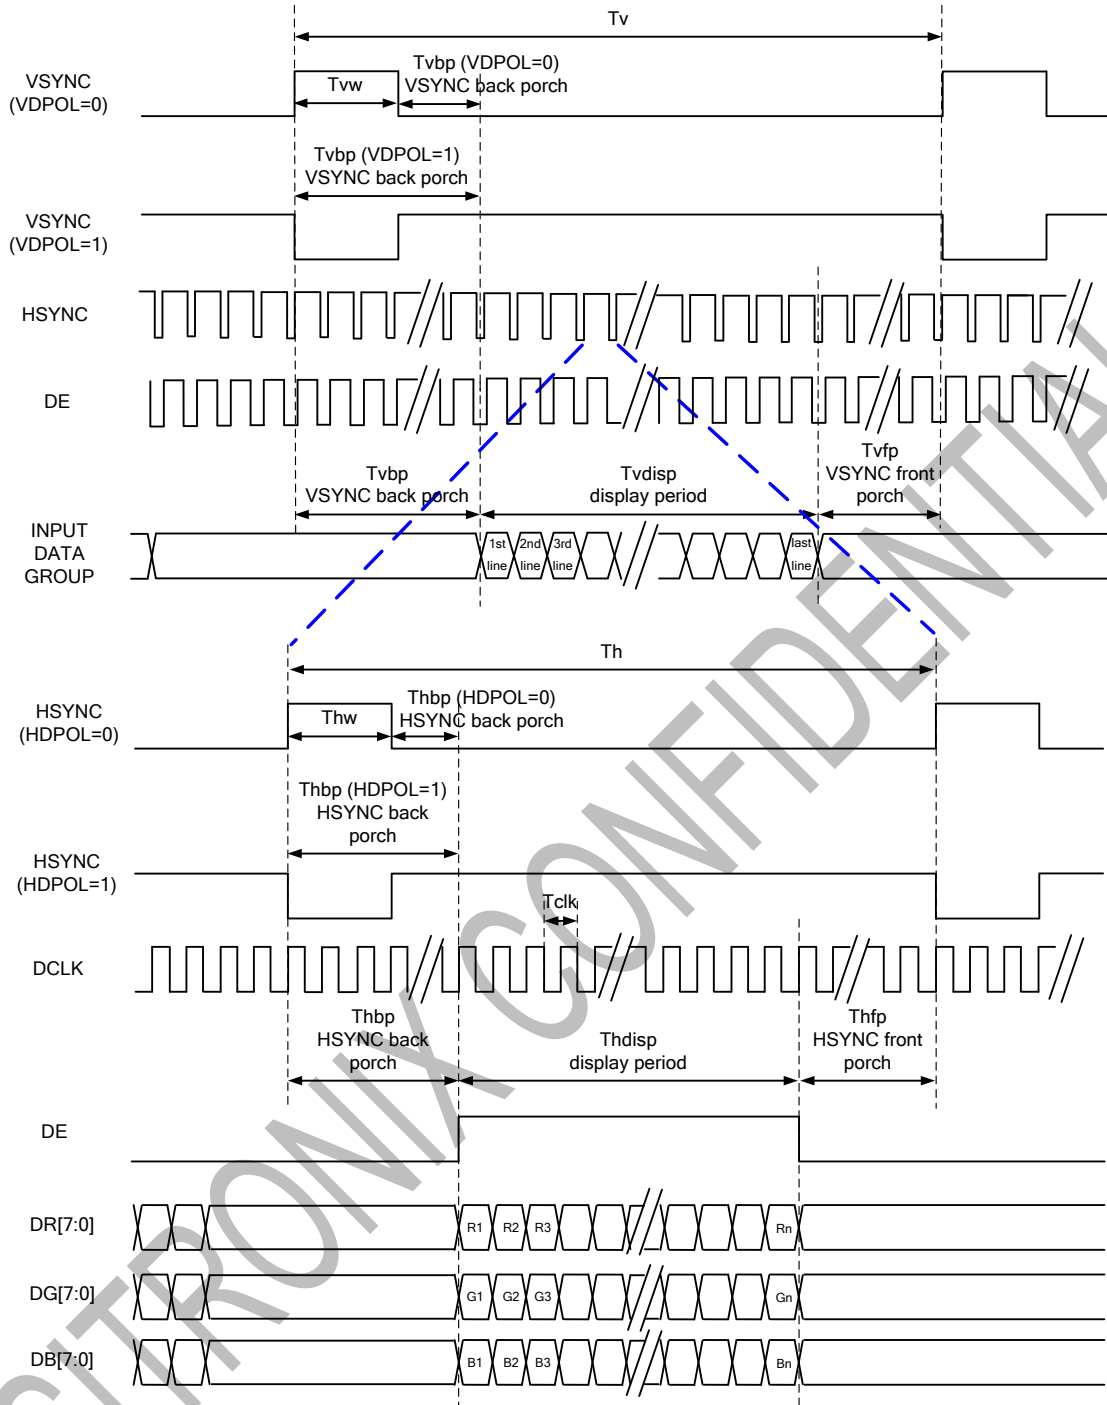 Tv
VSYNC
(VDPOL=0)
Tvw
Tvbp (VDPOL=0)
VSYNC back porch
Tvbp (VDPOL=1)
VSYNC back porch
VSYNC
(VDPOL=1)
HSYNC
DE
Tvbp
VSYNC back porch
Tvdisp
display period
Tvfp
VSYNC front
porch
INPUT
DATA
GROUP
1st
line
2nd
line
3rd
line
last
line
Th
HSYNC
(HDPOL=0)
Thw
Thbp (HDPOL=0)
HSYNC back porch
Thbp (HDPOL=1)
HSYNC back
porch
HSYNC
(HDPOL=1)
Tclk
DCLK
Thbp
HSYNC back
porch
Thdisp
display period
Thfp
HSYNC front
porch
DE
DR[7:0]
R1 R2 R3 Rn
DG[7:0]
G1 G2 G3 Gn
DB[7:0]
B1 B2 B3 Bn
SITRONIX CONFIDENTIAL